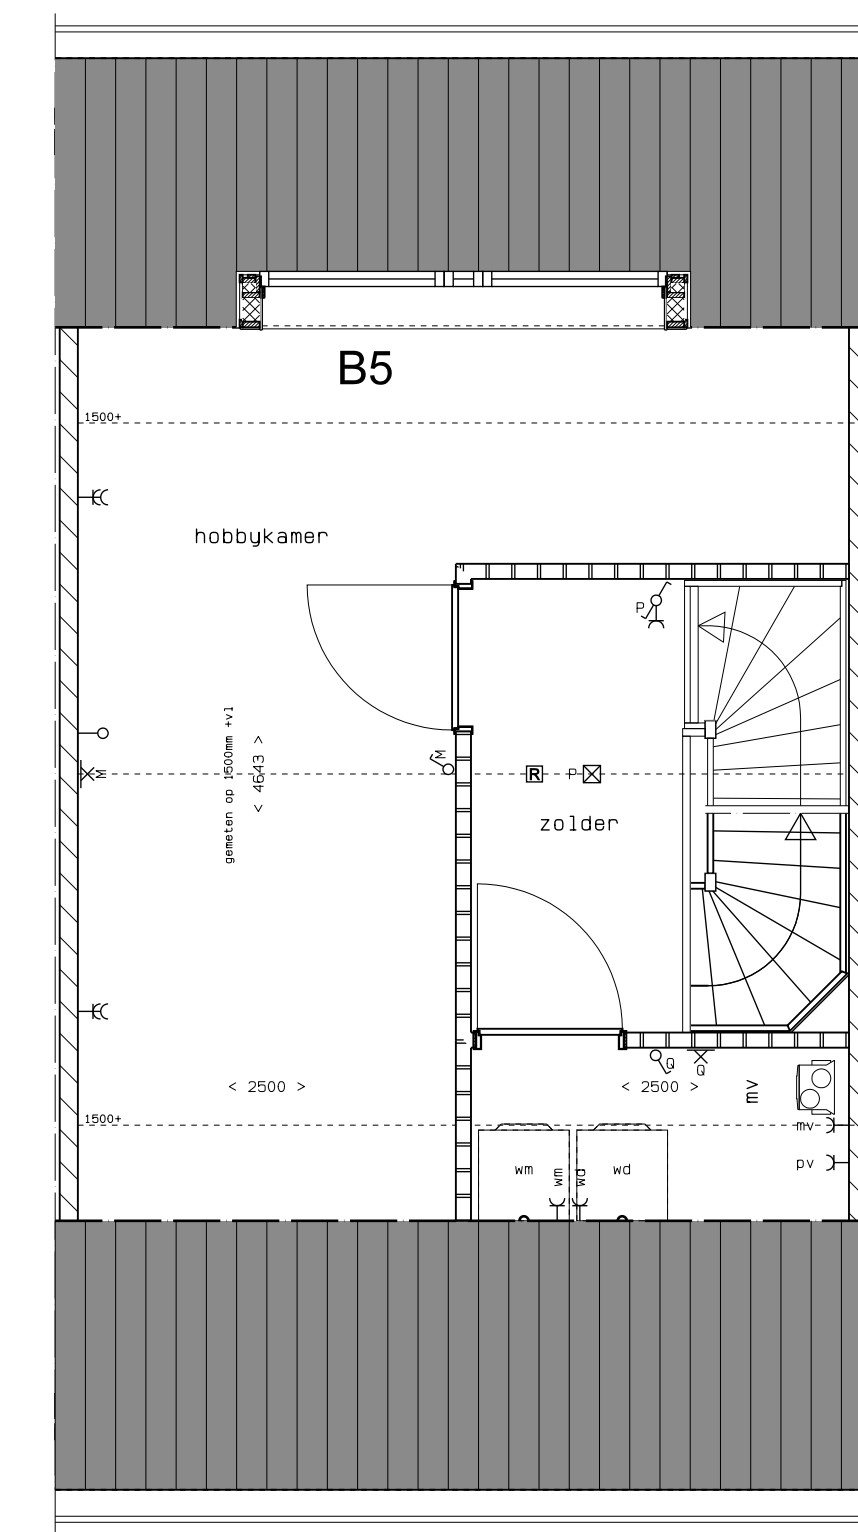 B5
1500+
hobbykamer
P
gemeten op 1500mm +vl
< 4643 >
M
M
R
P
zolder
Q
Q
< 2500 >
< 2500 >
mv
1500+
mv
pv
wm
wm
wd
wd